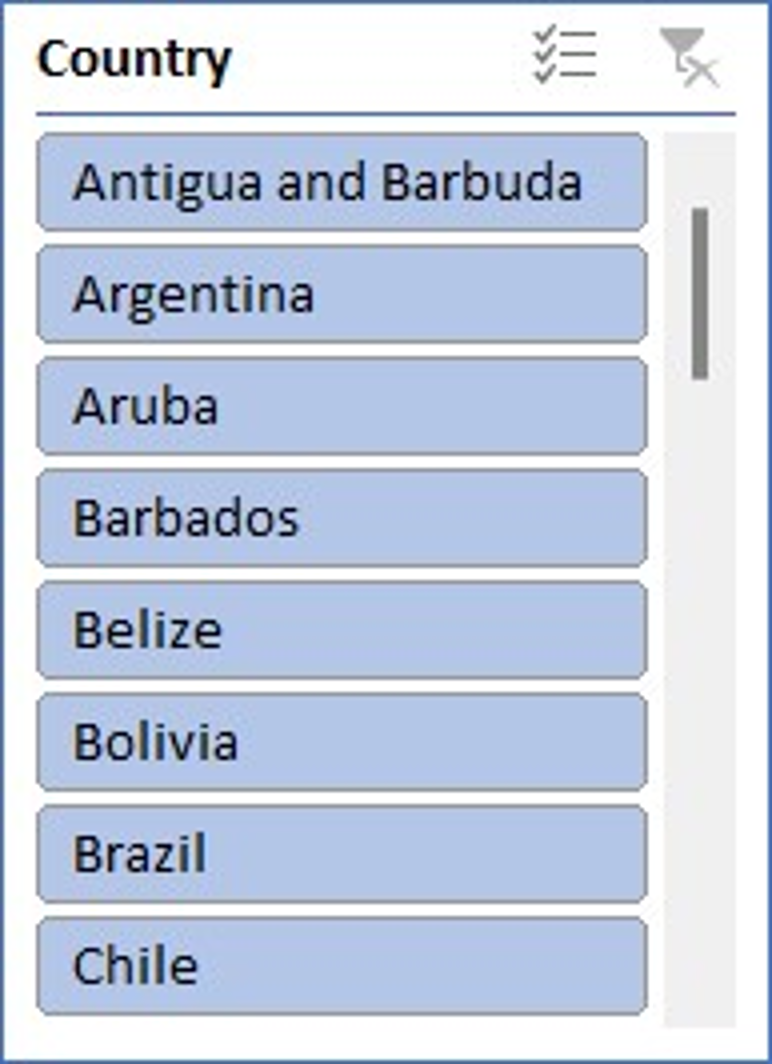 Country
Antigua and Barbuda
Argentina
Aruba
Barbados
Belize
Bolivia
Brazil
Chile